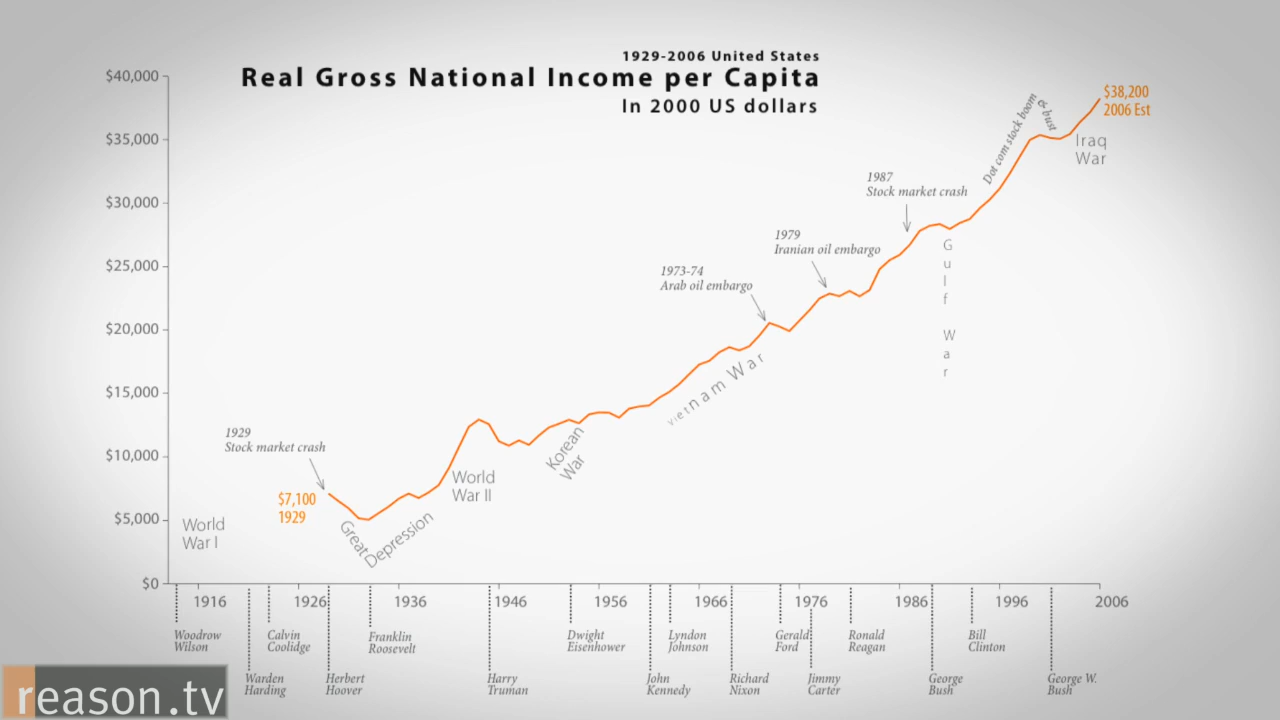 1929-2006 United States
Real Gross National Income per Capita
In 2000 US dollars
$40,000
$35,000
$30,000
$25,000
$20,000
$15,000
$10,000
$5,000
$0
$38,200
2006 Est
Dot com stock boom
& bust
Iraq
War
1987
Stock market crash
1979
Iranian oil embargo
Gulf War
1973-74
Arab oil embargo
Vietnam War
1929
Stock market crash
Korean
War
World
War II
$7,100
1929
Great
Depression
World
War I
1916
1926
1936
1946
1956
1966
1976
1986
1996
2006
Woodrow
Wilson
Calvin
Coolidge
Franklin
Roosevelt
Dwight
Eisenhower
Lyndon
Johnson
Gerald
Ford
Ronald
Reagan
Bill
Clinton
Warden
Harding
Herbert
Hoover
Harry
Truman
John
Kennedy
Richard
Nixon
Jimmy
Carter
George
Bush
George W.
Bush
reason.tv